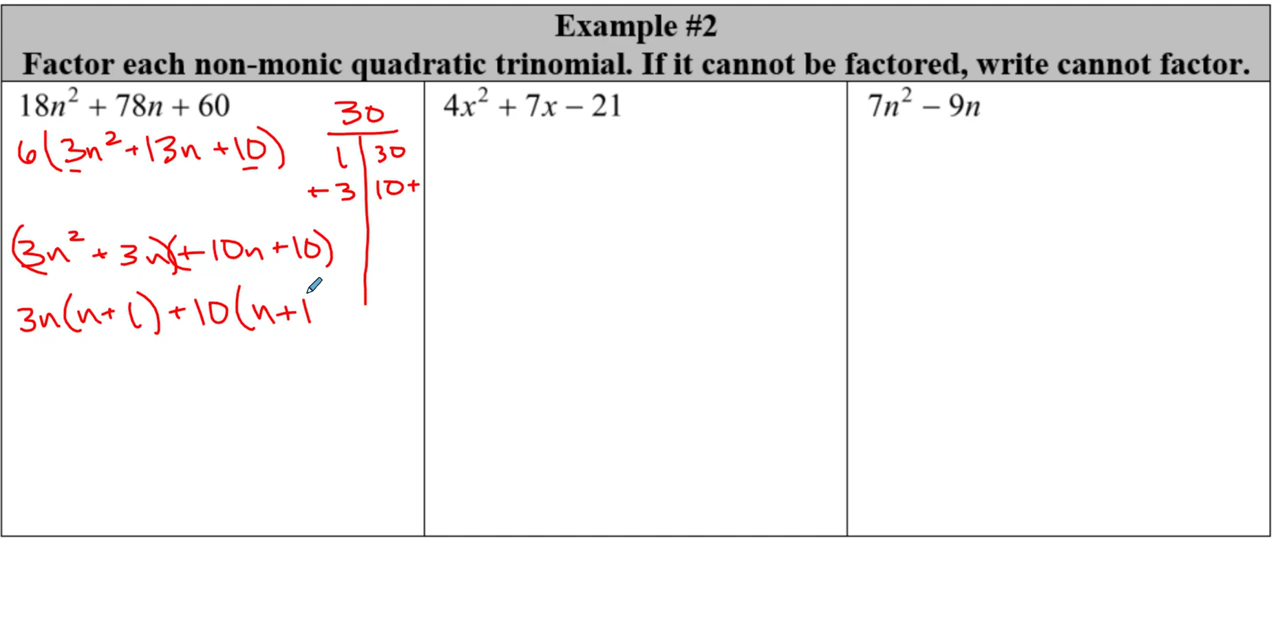 Example #2
Factor each non-monic quadratic trinomial. If it cannot be factored, write cannot factor.
18n² + 78n + 60
6(3n² + 13n + 10)
30
1 | 30
+ 3 | 10 +
(3n² + 3n)(+ 10n + 10)
3n(n + 1) + 10(n + 1
4x² + 7x − 21
7n² − 9n